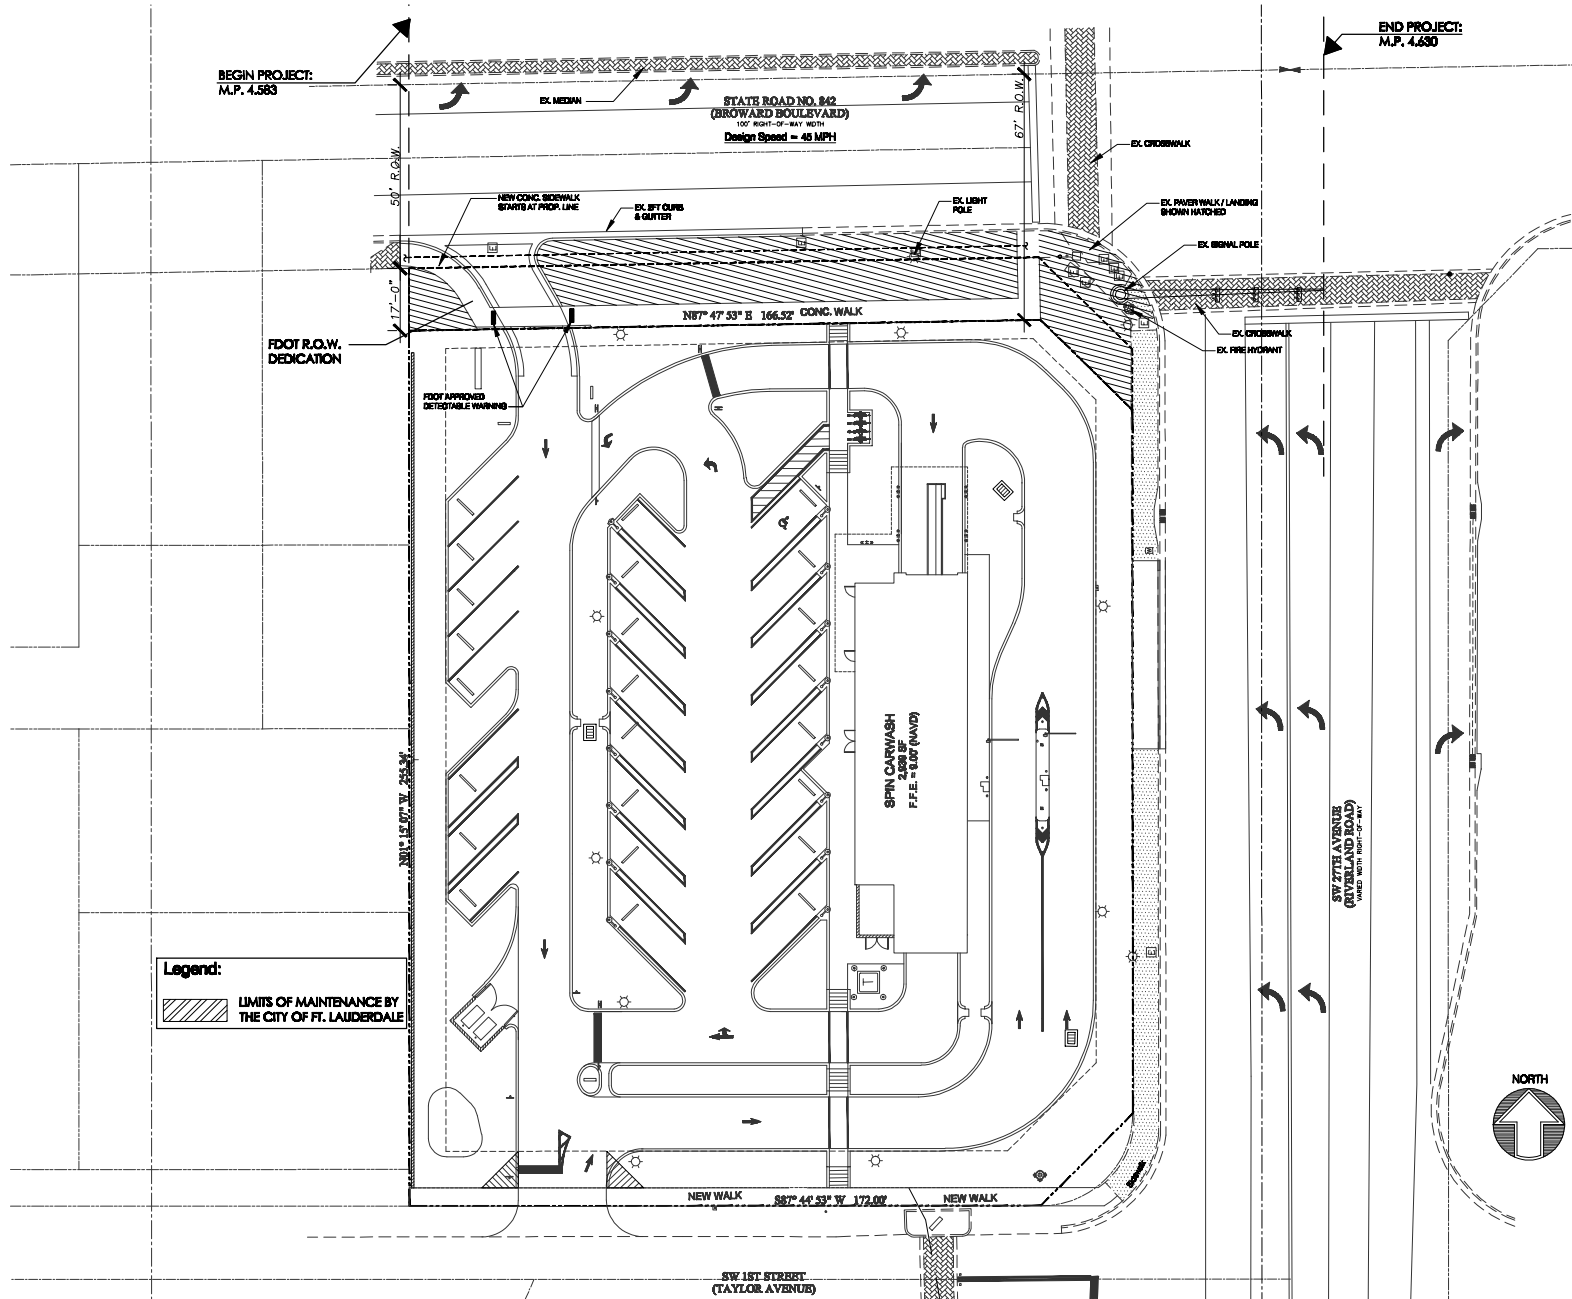 END PROJECT:
M.P. 4.630
BEGIN PROJECT:
M.P. 4.583
EX. MEDIAN
STATE ROAD NO. 842
(BROWARD BOULEVARD)
100' RIGHT-OF-WAY WIDTH
Design Speed = 45 MPH
67' R.O.W.
50' R.O.W.
EX. CROSSWALK
NEW CONC. SIDEWALK
STARTS AT PROP. LINE
EX. 2FT CURB
& GUTTER
EX. LIGHT
POLE
EX. PAVER WALK / LANDING
SHOWN HATCHED
EX. SIGNAL POLE
17'-0"
N87° 47' 53" E 166.52'
CONC. WALK
EX. CROSSWALK
EX. FIRE HYDRANT
FDOT R.O.W.
DEDICATION
FDOT APPROVED
DETECTABLE WARNING
SPIN CARWASH
F.F.E. = 9.00' (NAVD)
N01° 15' 07" W 255.34'
SW 27TH AVENUE
(RIVERLAND ROAD)
VARIED WIDTH RIGHT-OF-WAY
Legend:
LIMITS OF MAINTENANCE BY
THE CITY OF FT. LAUDERDALE
T
NORTH
NEW WALK
S87° 44' 53" W 172.00'
NEW WALK
SW 1ST STREET
(TAYLOR AVENUE)